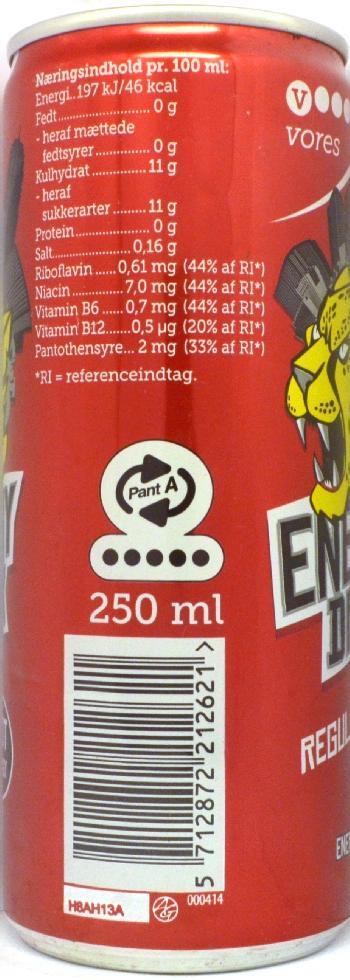 Næringsindhold pr. 100 ml:
Energi..197 kJ/46 kcal
Fedt.......................0 g
- heraf mættede
fedtsyrer............0 g
Kulhydrat..............11 g
- heraf
sukkerarter.........11 g
Protein...................0 g
Salt.....................0,16 g
Riboflavin......0,61 mg (44% af RI*)
Niacin............7,0 mg (44% af RI*)
Vitamin B6.....0,7 mg (44% af RI*)
Vitamin B12....0,5 µg (20% af RI*)
Pantothensyre... 2 mg (33% af RI*)
*RI = referenceindtag.
Pant A
250 ml
5 712872 212621 >
H8AH13A
000414
V
vores
REGUL